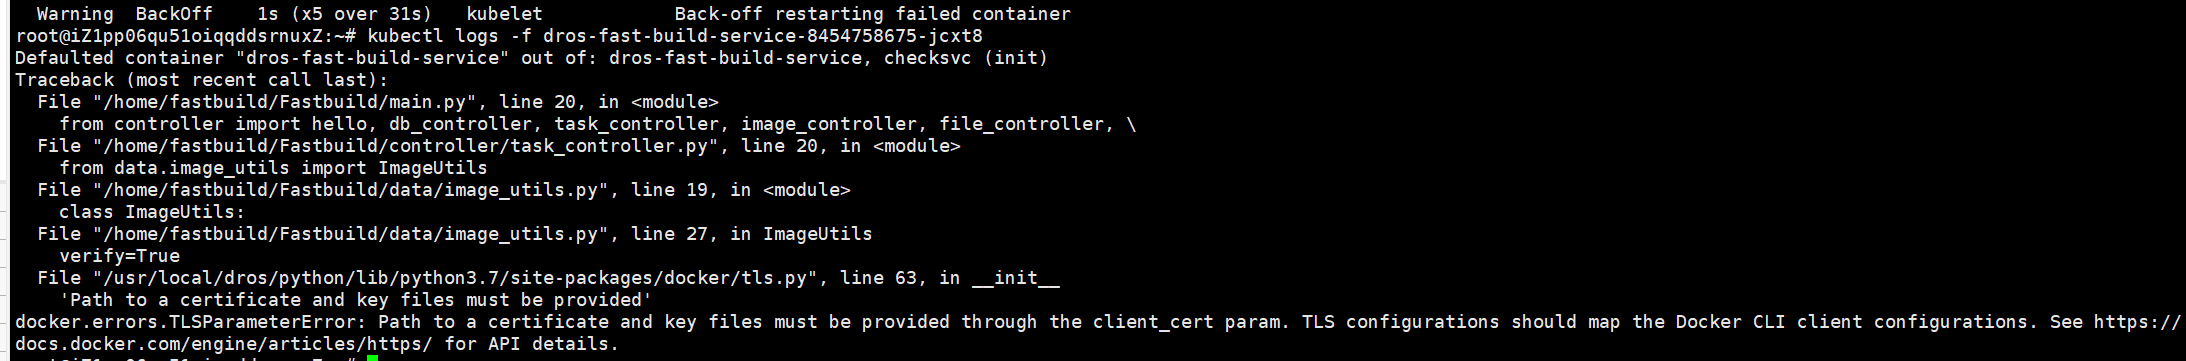 Warning  BackOff    1s (x5 over 31s)   kubelet            Back-off restarting failed container
root@iZ1pp06qu51oiqqddsrnuxZ:~# kubectl logs -f dros-fast-build-service-8454758675-jcxt8
Defaulted container "dros-fast-build-service" out of: dros-fast-build-service, checksvc (init)
Traceback (most recent call last):
  File "/home/fastbuild/Fastbuild/main.py", line 20, in <module>
    from controller import hello, db_controller, task_controller, image_controller, file_controller, \
  File "/home/fastbuild/Fastbuild/controller/task_controller.py", line 20, in <module>
    from data.image_utils import ImageUtils
  File "/home/fastbuild/Fastbuild/data/image_utils.py", line 19, in <module>
    class ImageUtils:
  File "/home/fastbuild/Fastbuild/data/image_utils.py", line 27, in ImageUtils
    verify=True
  File "/usr/local/dros/python/lib/python3.7/site-packages/docker/tls.py", line 63, in __init__
    'Path to a certificate and key files must be provided'
docker.errors.TLSParameterError: Path to a certificate and key files must be provided through the client_cert param. TLS configurations should map the Docker CLI client configurations. See https://
docs.docker.com/engine/articles/https/ for API details.